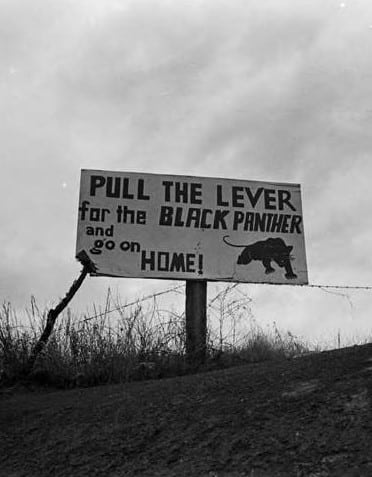 PULL THE LEVER
for the BLACK PANTHER
and
go on
HOME!